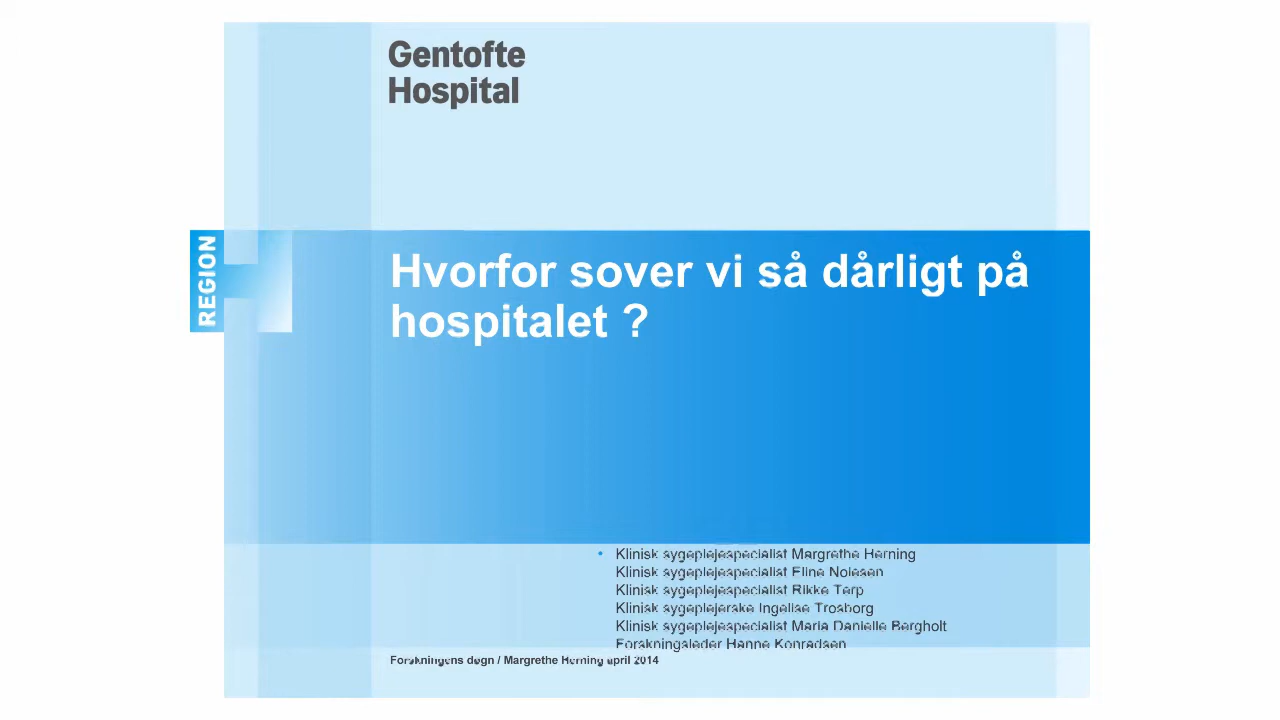 Gentofte
Hospital
REGION
Hvorfor sover vi så dårligt på
hospitalet ?
• Klinisk sygeplejespecialist Margrethe Herning
Klinisk sygeplejespecialist Eline Nolesen
Klinisk sygeplejespecialist Rikke Terp
Klinisk sygeplejerske Ingelise Trosborg
Klinisk sygeplejespecialist Maria Danielle Bergholt
Forskningsleder Hanne Konradsen
Forskningens døgn / Margrethe Herning april 2014